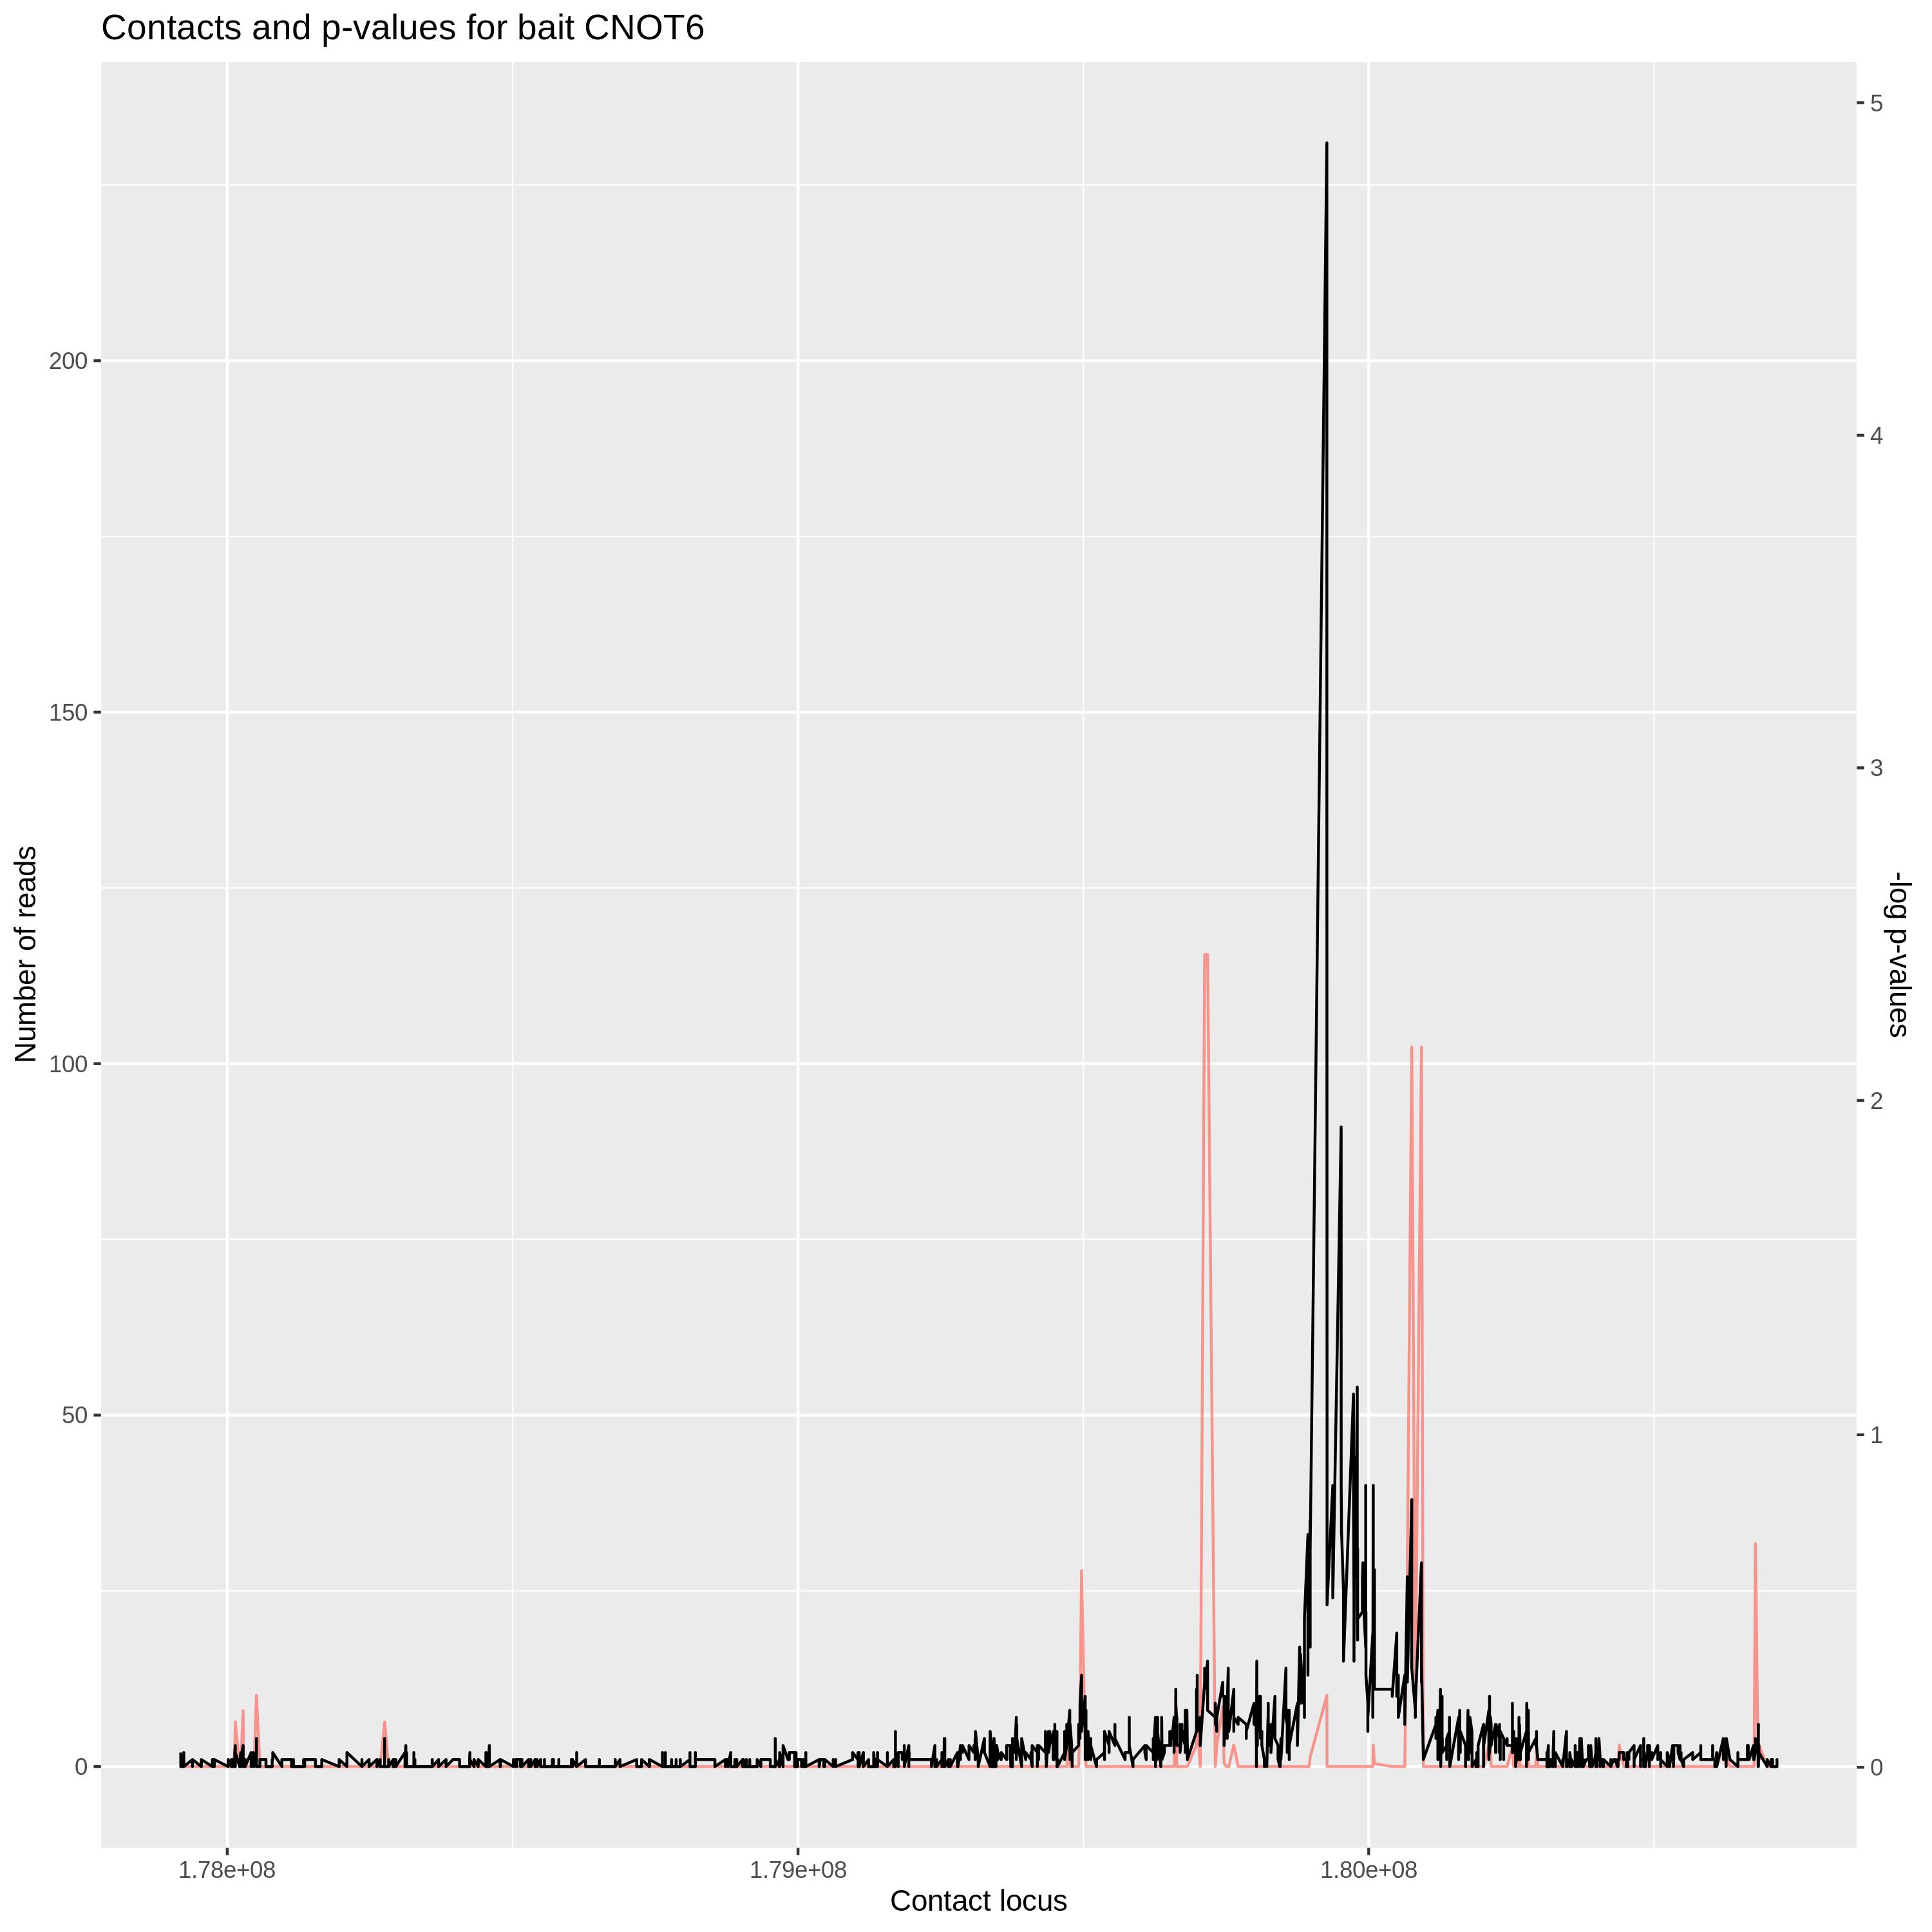 Contacts and p-values for bait CNOT6
Number of reads
200
150
100
50
0
5
4
3
2
1
0
-log p-values
1.78e+08
1.79e+08
1.80e+08
Contact locus